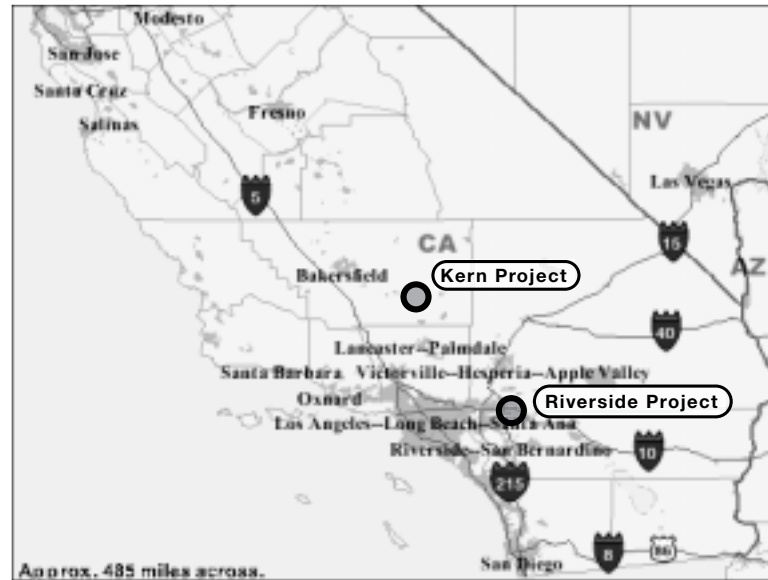 Modesto
San Jose
Santa Cruz
Fresno
Salinas
NV
Las Vegas
5
CA
15
AZ
Bakersfield
Kern Project
40
Lancaster--Palmdale
Santa Barbara
Victorville--Hesperia--Apple Valley
Oxnard
Riverside Project
Los Angeles--Long Beach--Santa Ana
Riverside--San Bernardino
10
215
8
86
San Diego
Approx. 485 miles across.